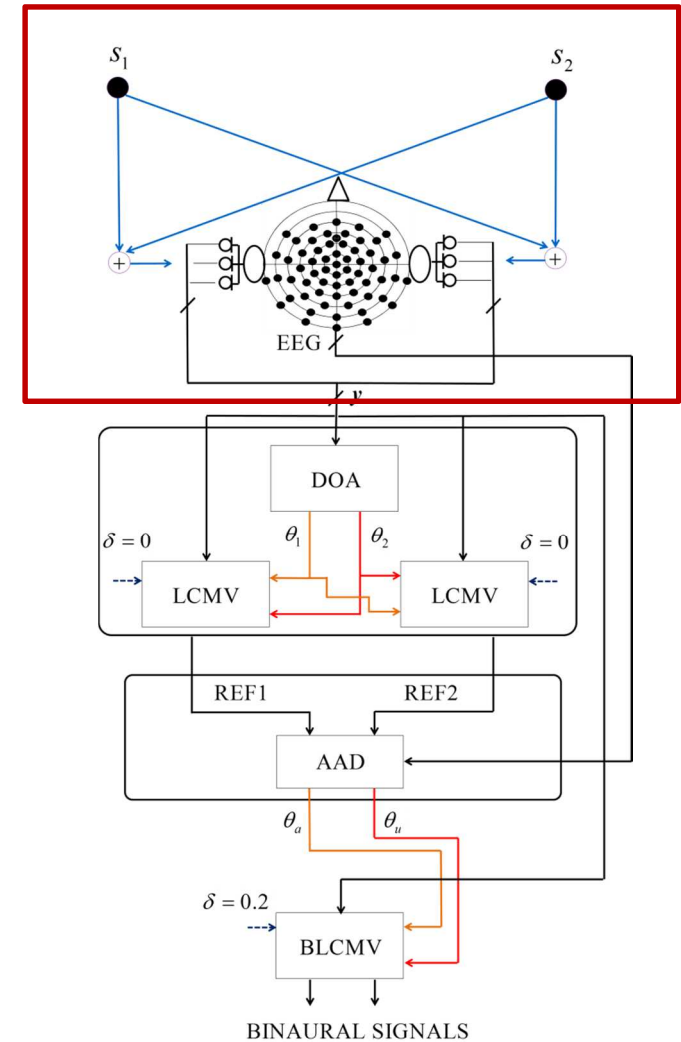 s₁ s₂
+ +
EEG
y
DOA
δ = 0 θ₁ θ₂ δ = 0
LCMV LCMV
REF1 REF2
AAD
θₐ θᵤ
δ = 0.2
BLCMV
BINAURAL SIGNALS